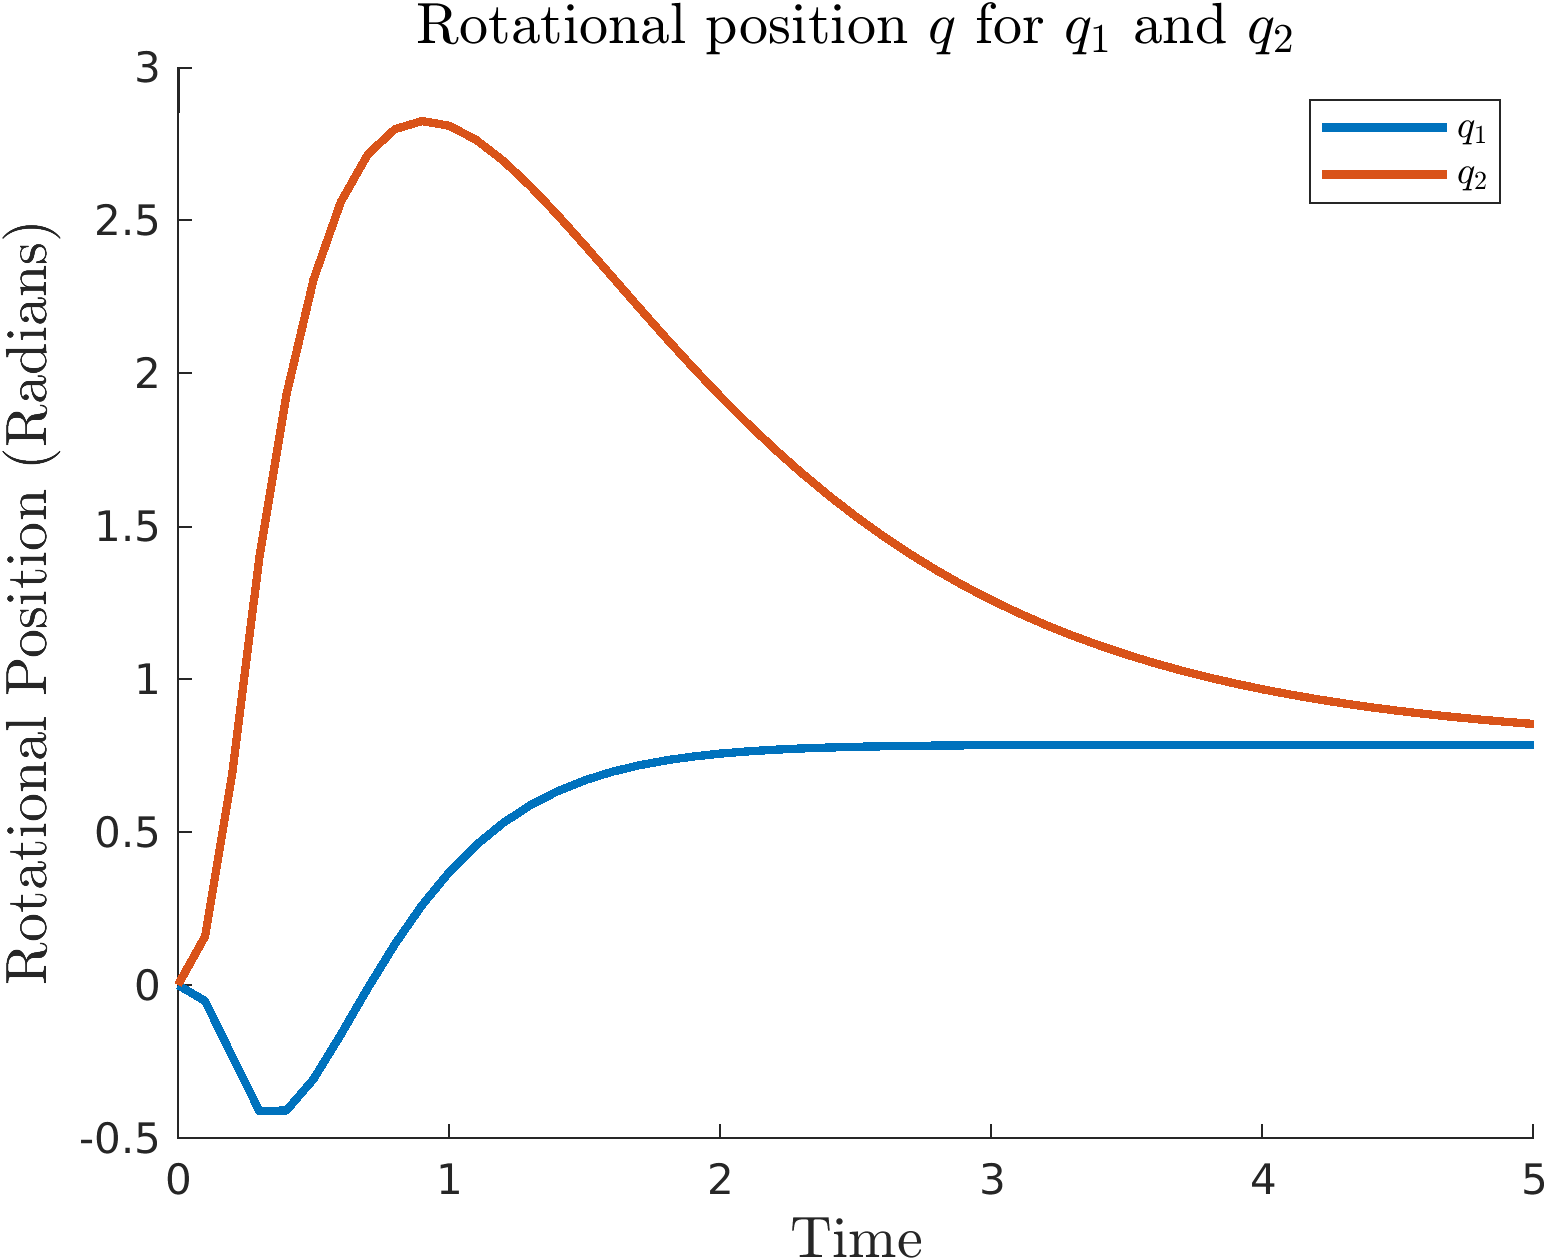 Rotational position q for q₁ and q₂
q₁
q₂
Rotational Position (Radians)
3
2.5
2
1.5
1
0.5
0
-0.5
0 1 2 3 4 5
Time